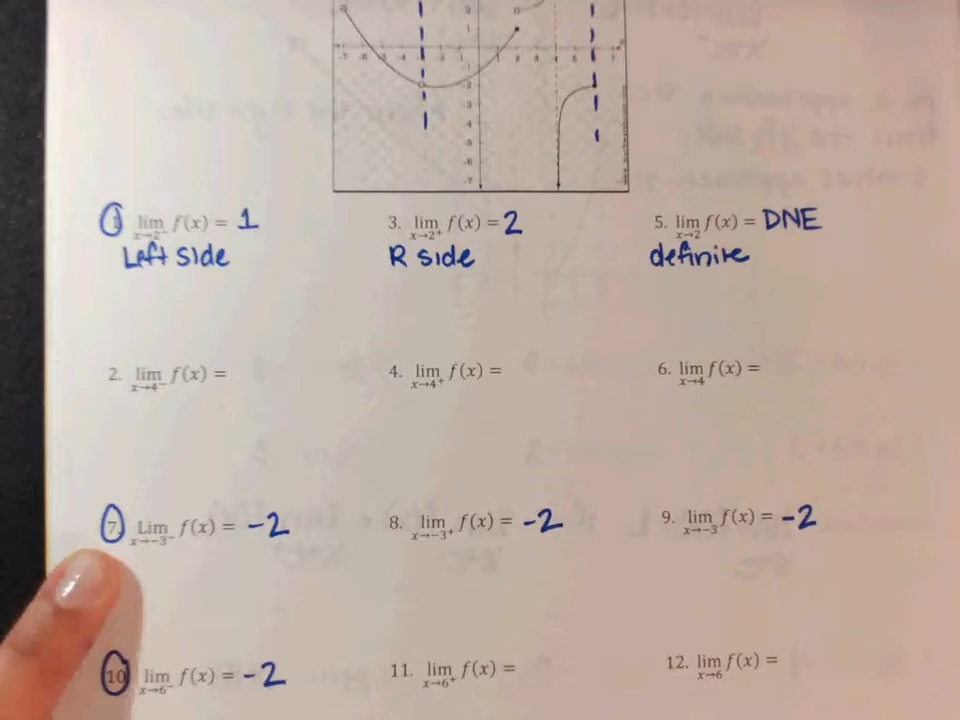 1. lim x→2⁻ f(x) = 1 3. lim x→2⁺ f(x) = 2 5. lim x→2 f(x) = DNE
Left side R side definite
2. lim x→4⁻ f(x) = 4. lim x→4⁺ f(x) = 6. lim x→4 f(x) =
7. Lim x→-3⁻ f(x) = -2 8. lim x→-3⁺ f(x) = -2 9. lim x→-3 f(x) = -2
10. lim x→6⁻ f(x) = -2 11. lim x→6⁺ f(x) = 12. lim x→6 f(x) =